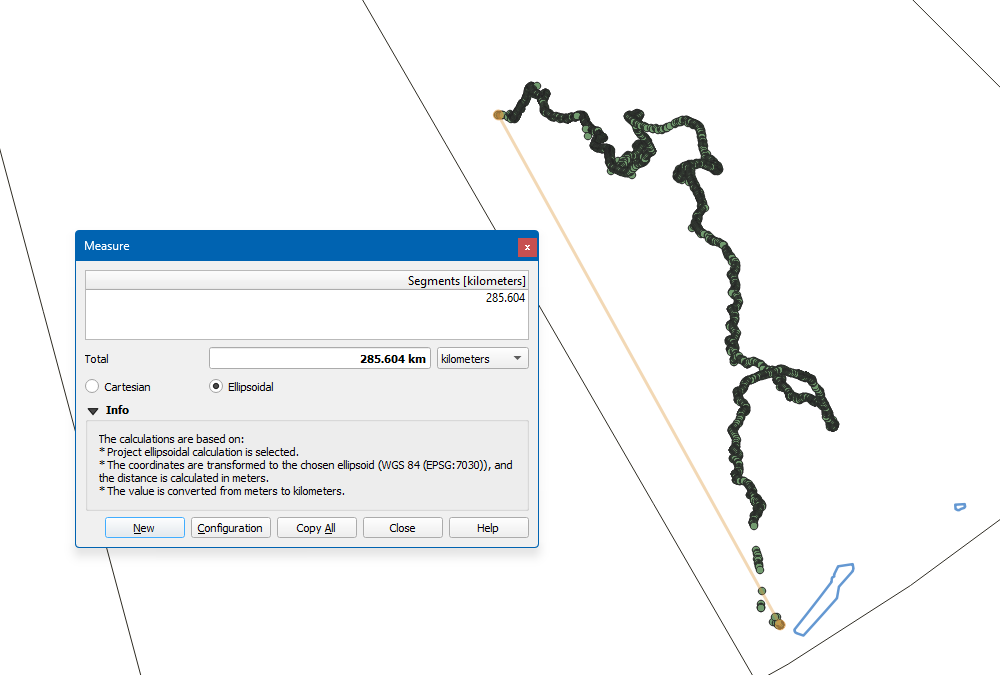 Measure
x
Segments [kilometers]
285.604
Total 285.604 km kilometers
Cartesian Ellipsoidal
Info
The calculations are based on:
* Project ellipsoidal calculation is selected.
* The coordinates are transformed to the chosen ellipsoid (WGS 84 (EPSG:7030)), and
the distance is calculated in meters.
* The value is converted from meters to kilometers.
New Configuration Copy All Close Help